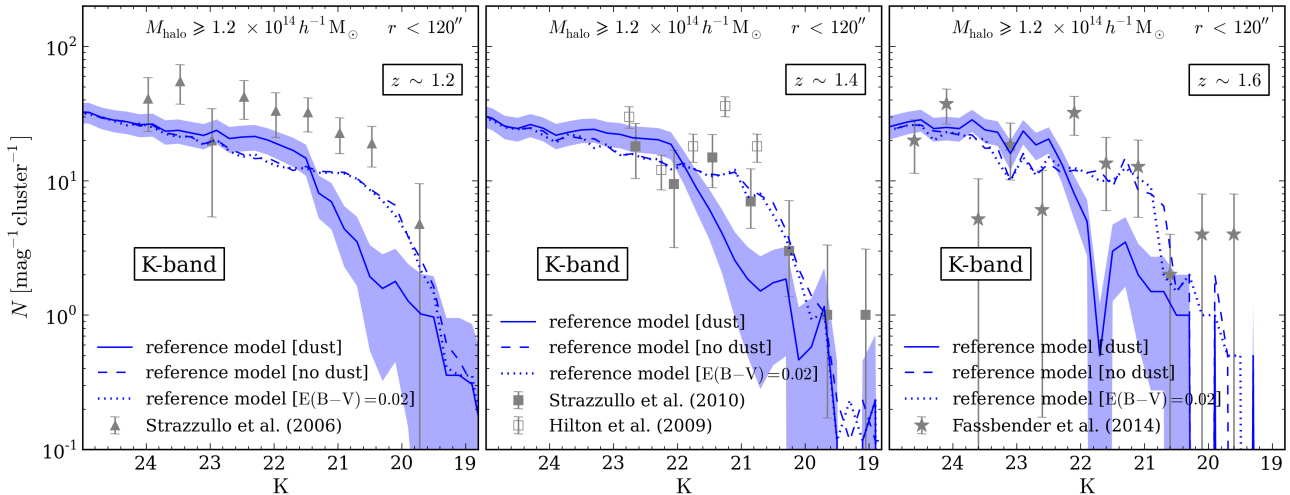 M_halo ⩾ 1.2 × 10^14 h^−1 M_⊙ r < 120″
z ∼ 1.2
K-band
reference model [dust]
reference model [no dust]
reference model [E(B−V)=0.02]
Strazzullo et al. (2006)
N [mag^−1 cluster^−1]
10^2
10^1
10^0
10^−1
24 23 22 21 20 19
K
M_halo ⩾ 1.2 × 10^14 h^−1 M_⊙ r < 120″
z ∼ 1.4
K-band
reference model [dust]
reference model [no dust]
reference model [E(B−V)=0.02]
Strazzullo et al. (2010)
Hilton et al. (2009)
24 23 22 21 20 19
K
M_halo ⩾ 1.2 × 10^14 h^−1 M_⊙ r < 120″
z ∼ 1.6
K-band
reference model [dust]
reference model [no dust]
reference model [E(B−V)=0.02]
Fassbender et al. (2014)
24 23 22 21 20 19
K